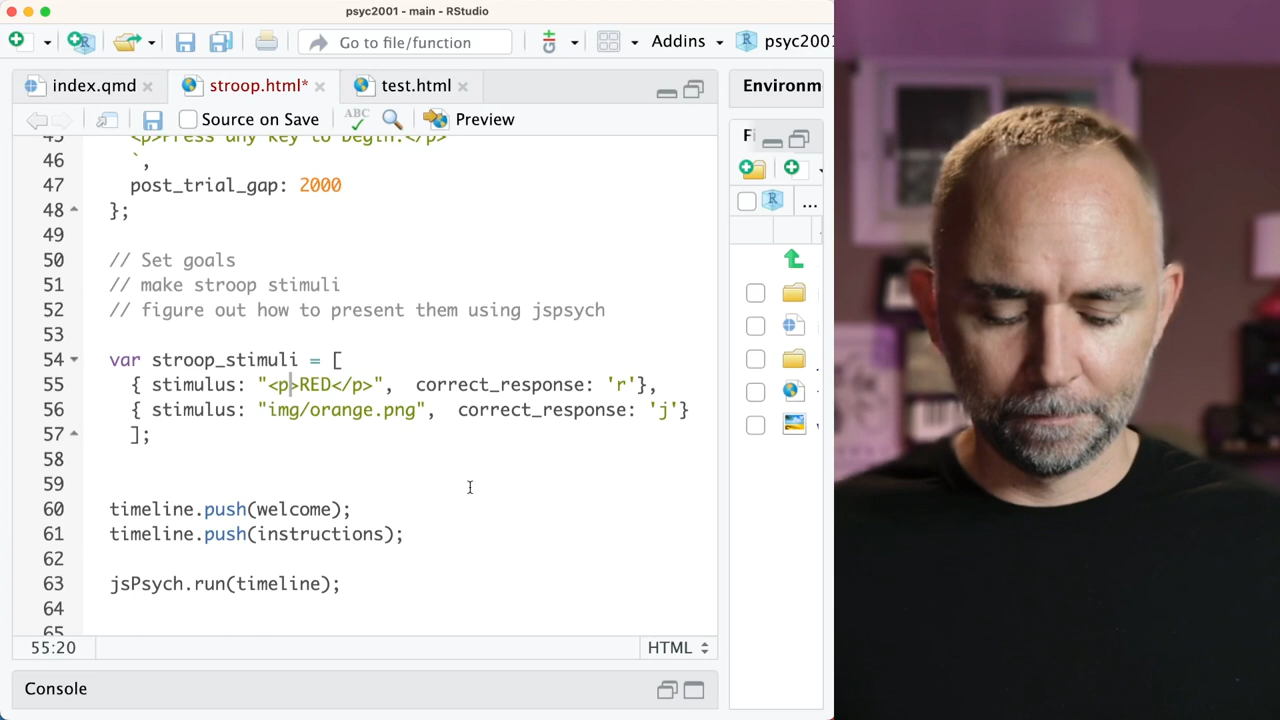 psyc2001 - main - RStudio
Go to file/function
Addins
psyc2001
index.qmd
stroop.html*
test.html
Environm
Source on Save
ABC
Preview
Fi
...
45 <p>Press any key to begin.</p>
46 `,
47 post_trial_gap: 2000
48 };
49
50 // Set goals
51 // make stroop stimuli
52 // figure out how to present them using jspsych
53
54 var stroop_stimuli = [
55 { stimulus: "<p>RED</p>", correct_response: 'r'},
56 { stimulus: "img/orange.png", correct_response: 'j'}
57 ];
58
59
60 timeline.push(welcome);
61 timeline.push(instructions);
62
63 jsPsych.run(timeline);
64
65
55:20
HTML
Console